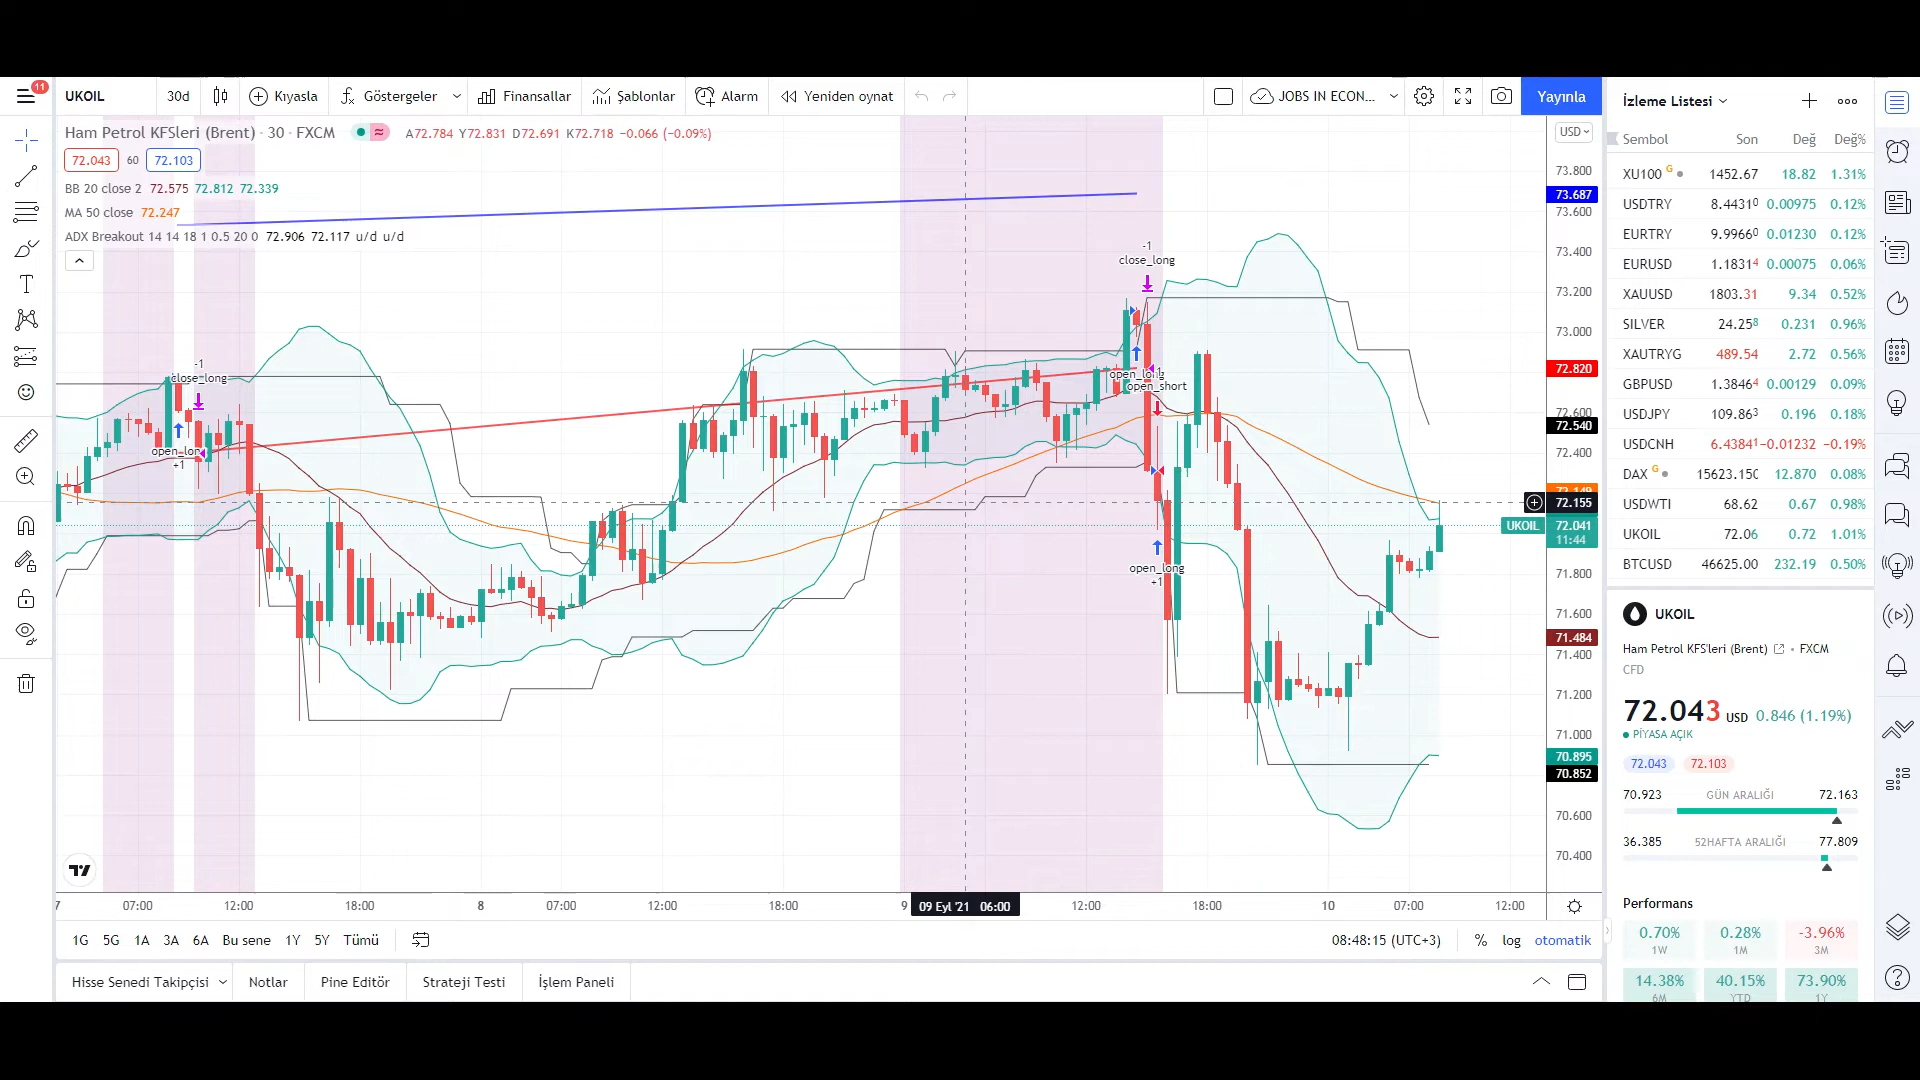 11
UKOIL 30d Kıyasla Göstergeler Finansallar Şablonlar Alarm Yeniden oynat JOBS IN ECON... Yayınla
Ham Petrol KFSleri (Brent) · 30 · FXCM A72.784 Y72.831 D72.691 K72.718 −0.066 (−0.09%)
72.043 60 72.103
BB 20 close 2 72.575 72.812 72.339
MA 50 close 72.247
ADX Breakout 14 14 18 1 0.5 20 0 72.906 72.117 u/d u/d
-1
close_long
open_long
+1
-1
close_long
open_long
open_short
open_long
+1
USD
73.800
73.687
73.600
73.400
73.200
73.000
72.820
72.600
72.540
72.400
72.149
72.155
UKOIL 72.041
11:44
71.800
71.600
71.484
71.400
71.200
71.000
70.895
70.852
70.600
70.400
7 07:00 12:00 18:00 8 07:00 12:00 18:00 9 09 Eyl '21 06:00 12:00 18:00 10 07:00 12:00
1G 5G 1A 3A 6A Bu sene 1Y 5Y Tümü 08:48:15 (UTC+3) % log otomatik
Hisse Senedi Takipçisi Notlar Pine Editör Strateji Testi İşlem Paneli
İzleme Listesi
Sembol Son Değ Değ%
XU100 G 1452.67 18.82 1.31%
USDTRY 8.44310 0.00975 0.12%
EURTRY 9.99660 0.01230 0.12%
EURUSD 1.18314 0.00075 0.06%
XAUUSD 1803.31 9.34 0.52%
SILVER 24.258 0.231 0.96%
XAUTRYG 489.54 2.72 0.56%
GBPUSD 1.38464 0.00129 0.09%
USDJPY 109.863 0.196 0.18%
USDCNH 6.43841 −0.01232 −0.19%
DAX G 15623.150 12.870 0.08%
USDWTI 68.62 0.67 0.98%
UKOIL 72.06 0.72 1.01%
BTCUSD 46625.00 232.19 0.50%
UKOIL
Ham Petrol KFS'leri (Brent) • FXCM
CFD
72.043 USD 0.846 (1.19%)
PİYASA AÇIK
72.043 72.103
70.923 GÜN ARALIĞI 72.163
36.385 52HAFTA ARALIĞI 77.809
Performans
0.70% 0.28% -3.96%
1W 1M 3M
14.38% 40.15% 73.90%
6M YTD 1Y